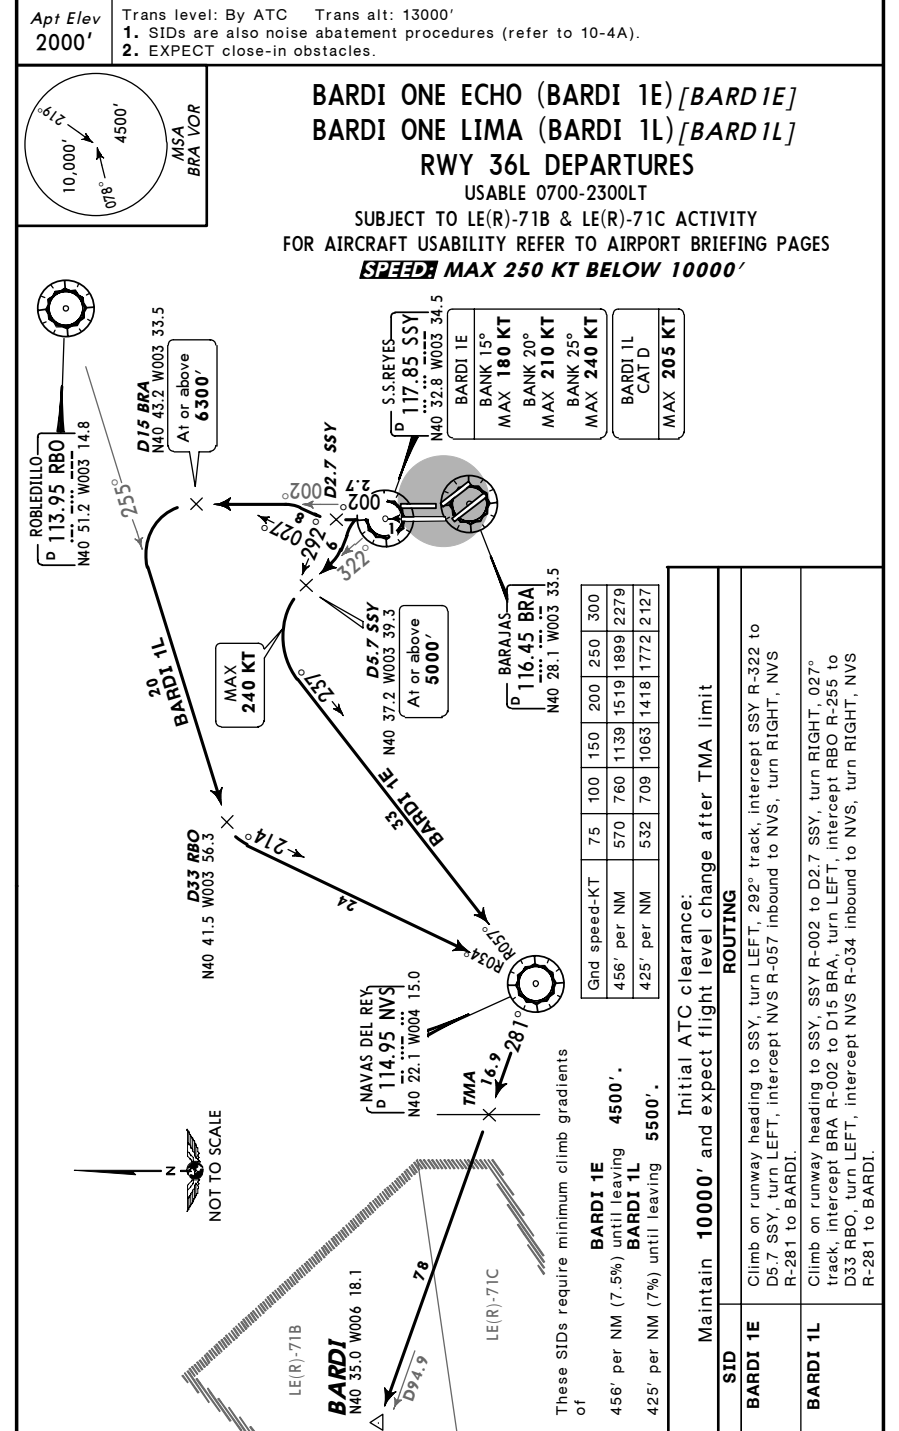 Apt Elev
2000'
Trans level: By ATC    Trans alt: 13000'
1. SIDs are also noise abatement procedures (refer to 10-4A).
2. EXPECT close-in obstacles.
219°
4500'
10,000'
078°
MSA
BRA VOR
BARDI ONE ECHO (BARDI 1E) [BARD1E]
BARDI ONE LIMA (BARDI 1L) [BARD1L]
RWY 36L DEPARTURES
USABLE 0700-2300LT
SUBJECT TO LE(R)-71B & LE(R)-71C ACTIVITY
FOR AIRCRAFT USABILITY REFER TO AIRPORT BRIEFING PAGES
SPEED: MAX 250 KT BELOW 10000'
ROBLEDILLO
D 113.95 RBO
N40 51.2 W003 14.8
255°
D15 BRA
N40 43.2 W003 33.5
At or above
6300'
S.S.REYES
D 117.85 SSY
N40 32.8 W003 34.5
BARDI 1E
BANK 15°
MAX 180 KT
BANK 20°
MAX 210 KT
BANK 25°
MAX 240 KT
BARDI 1L
CAT D
MAX 205 KT
D2.7 SSY
002°
2.7
002°
8
027°
292°
6
322°
1
BARAJAS
D 116.45 BRA
N40 28.1 W003 33.5
D5.7 SSY
N40 37.2 W003 39.3
At or above
5000'
MAX
240 KT
237°
20
BARDI 1L
33
BARDI 1E
D33 RBO
N40 41.5 W003 56.3
214°
24
R034°
R057°
NAVAS DEL REY
D 114.95 NVS
N40 22.1 W004 15.0
281°
16.9
TMA
N
NOT TO SCALE
78
LE(R)-71B
LE(R)-71C
BARDI
N40 35.0 W006 18.1
D94.9
These SIDs require minimum climb gradients
of
BARDI 1E
456' per NM (7.5%) until leaving 4500'.
BARDI 1L
425' per NM (7%) until leaving 5500'.
Gnd speed-KT 75 100 150 200 250 300
456' per NM 570 760 1139 1519 1899 2279
425' per NM 532 709 1063 1418 1772 2127
Initial ATC clearance:
Maintain 10000' and expect flight level change after TMA limit
SID ROUTING
BARDI 1E
Climb on runway heading to SSY, turn LEFT, 292° track, intercept SSY R-322 to
D5.7 SSY, turn LEFT, intercept NVS R-057 inbound to NVS, turn RIGHT, NVS
R-281 to BARDI.
BARDI 1L
Climb on runway heading to SSY, SSY R-002 to D2.7 SSY, turn RIGHT, 027°
track, intercept BRA R-002 to D15 BRA, turn LEFT, intercept RBO R-255 to
D33 RBO, turn LEFT, intercept NVS R-034 inbound to NVS, turn RIGHT, NVS
R-281 to BARDI.